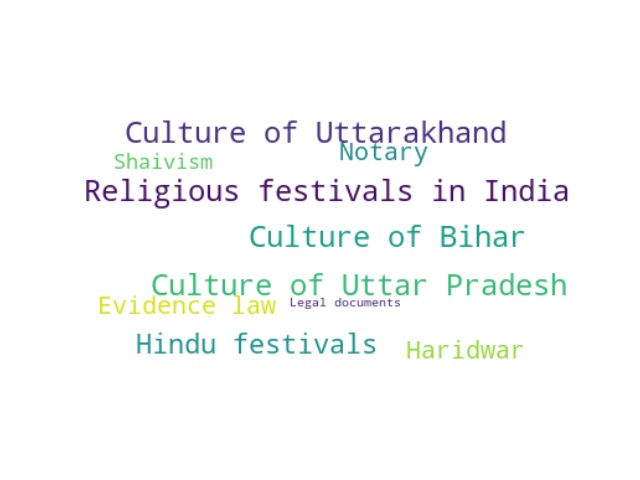 Culture of Uttarakhand
Notary
Shaivism
Religious festivals in India
Culture of Bihar
Culture of Uttar Pradesh
Evidence law
Legal documents
Hindu festivals
Haridwar